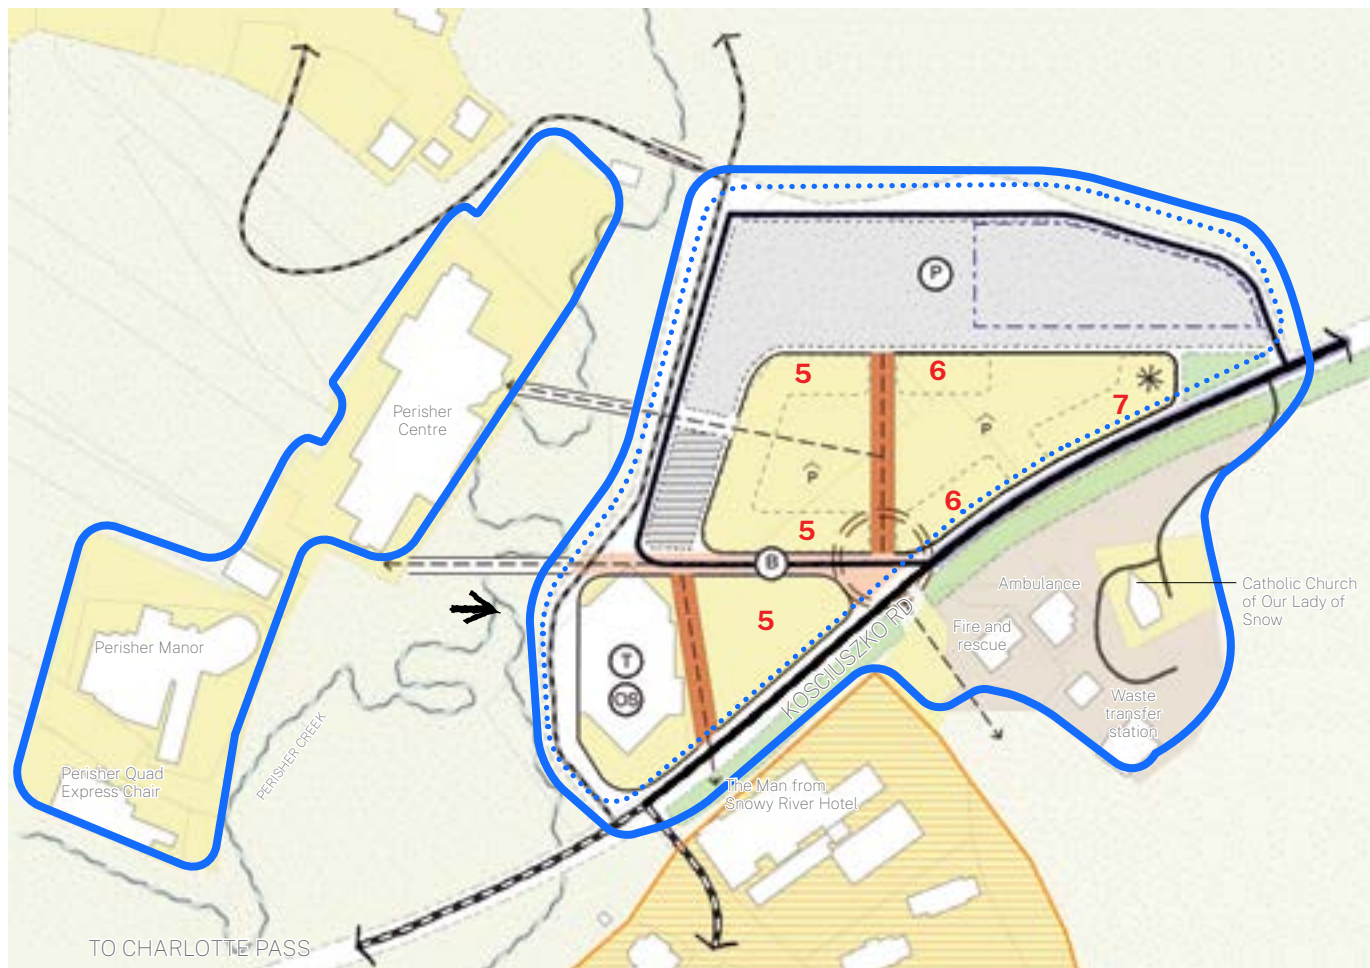 P
5
6
7
Perisher
Centre
P
P
6
5
B
Ambulance
Catholic Church
of Our Lady of
Snow
5
Fire and
rescue
KOSCIUSZKO RD
Perisher Manor
T
OS
Waste
transfer
station
PERISHER CREEK
Perisher Quad
Express Chair
The Man from
Snowy River Hotel
TO CHARLOTTE PASS